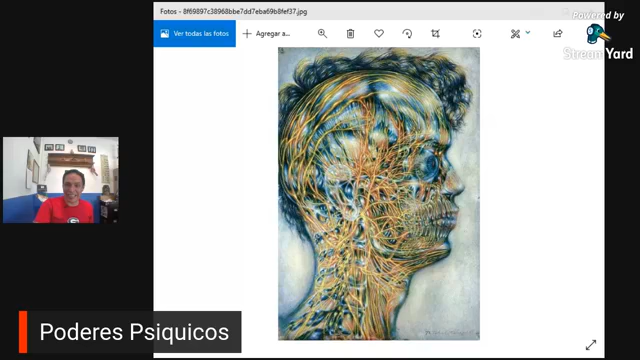 Fotos - 8f69897c38968bbe7dd7eba69b8fef37.jpg
Ver todas las fotos
Agregar a...
Powered by
StreamYard
Poderes Psiquicos